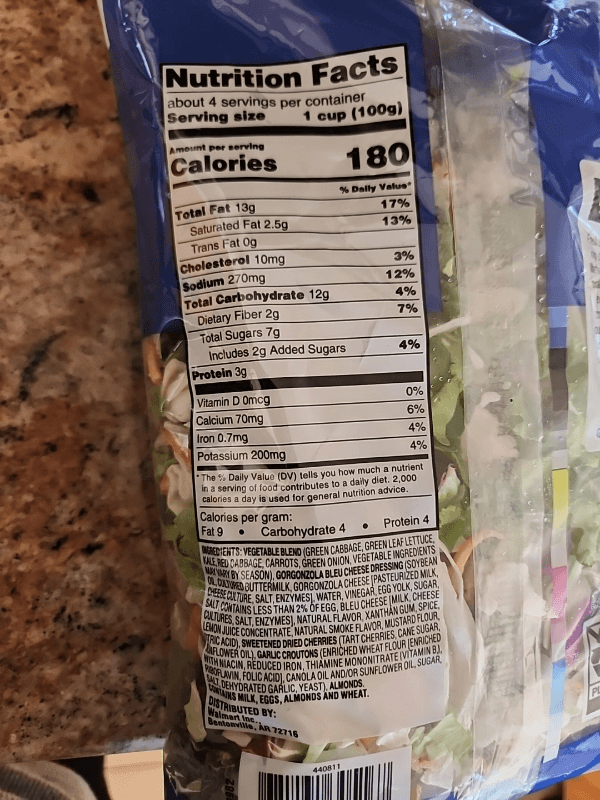 Nutrition Facts
about 4 servings per container
Serving size 1 cup (100g)
Amount per serving
Calories 180
% Daily Value*
Total Fat 13g 17%
Saturated Fat 2.5g 13%
Trans Fat 0g
Cholesterol 10mg 3%
Sodium 270mg 12%
Total Carbohydrate 12g 4%
Dietary Fiber 2g 7%
Total Sugars 7g
Includes 2g Added Sugars 4%
Protein 3g
Vitamin D 0mcg 0%
Calcium 70mg 6%
Iron 0.7mg 4%
Potassium 200mg 4%
*The % Daily Value (DV) tells you how much a nutrient
in a serving of food contributes to a daily diet. 2,000
calories a day is used for general nutrition advice.
Calories per gram:
Fat 9 • Carbohydrate 4 • Protein 4
INGREDIENTS: VEGETABLE BLEND (GREEN CABBAGE, GREEN LEAF LETTUCE,
KALE, RED CABBAGE, CARROTS, GREEN ONION, VEGETABLE INGREDIENTS
MAY VARY BY SEASON), GORGONZOLA BLEU CHEESE DRESSING (SOYBEAN
OIL, CULTURED BUTTERMILK, GORGONZOLA CHEESE [PASTEURIZED MILK,
CHEESE CULTURE, SALT, ENZYMES], WATER, VINEGAR, EGG YOLK, SUGAR,
SALT, CONTAINS LESS THAN 2% OF EGG, BLEU CHEESE [MILK, CHEESE
CULTURES, SALT, ENZYMES], NATURAL FLAVOR, XANTHAN GUM, SPICE,
LEMON JUICE CONCENTRATE, NATURAL SMOKE FLAVOR, MUSTARD FLOUR,
CITRIC ACID), SWEETENED DRIED CHERRIES (TART CHERRIES, CANE SUGAR,
SUNFLOWER OIL), GARLIC CROUTONS (ENRICHED WHEAT FLOUR [ENRICHED
WITH NIACIN, REDUCED IRON, THIAMINE MONONITRATE (VITAMIN B),
RIBOFLAVIN, FOLIC ACID], CANOLA OIL AND/OR SUNFLOWER OIL, SUGAR,
SALT, DEHYDRATED GARLIC, YEAST), ALMONDS.
CONTAINS MILK, EGGS, ALMONDS AND WHEAT.
DISTRIBUTED BY:
Walmart Inc.,
Bentonville, AR 72716
440811